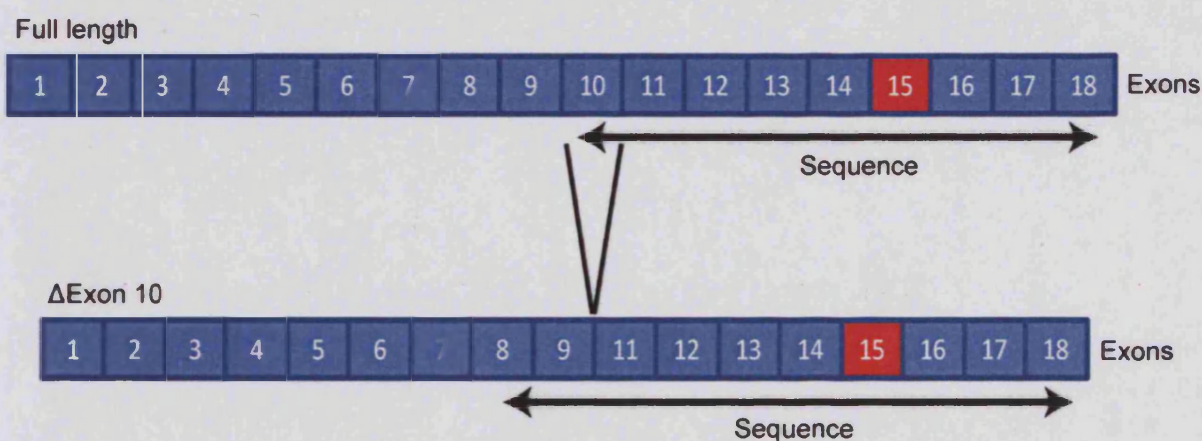 Full length
1 2 3 4 5 6 7 8 9 10 11 12 13 14 15 16 17 18 Exons
Sequence
ΔExon 10
1 2 3 4 5 6 7 8 9 11 12 13 14 15 16 17 18 Exons
Sequence